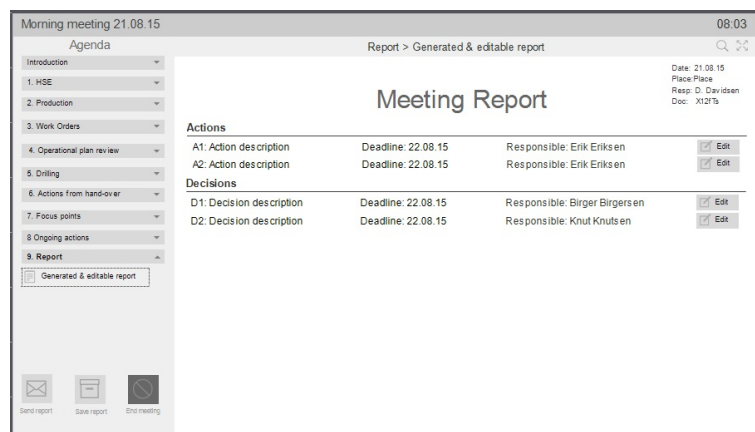 Morning meeting 21.08.15
08:03
Agenda
Report > Generated & editable report
Introduction
1. HSE
2. Production
3. Work Orders
4. Operational plan review
5. Drilling
6. Actions from hand-over
7. Focus points
8 Ongoing actions
9. Report
Generated & editable report
Send report
Save report
End meeting
Date: 21.08.15
Place:Place
Resp: D. Davidsen
Doc: X12fTs
Meeting Report
Actions
A1: Action description Deadline: 22.08.15 Responsible: Erik Eriksen Edit
A2: Action description Deadline: 22.08.15 Responsible: Erik Eriksen Edit
Decisions
D1: Decision description Deadline: 22.08.15 Responsible: Birger Birgersen Edit
D2: Decision description Deadline: 22.08.15 Responsible: Knut Knutsen Edit